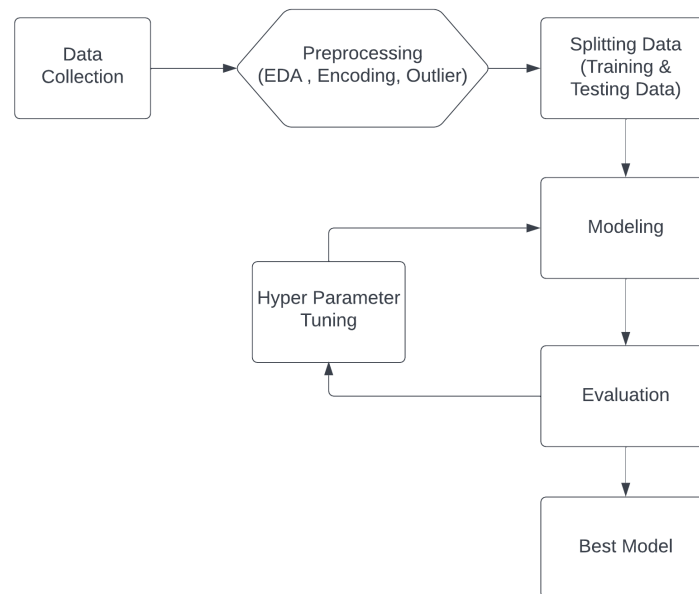 Data
Collection
Preprocessing
(EDA , Encoding, Outlier)
Splitting Data
(Training &
Testing Data)
Modeling
Hyper Parameter
Tuning
Evaluation
Best Model